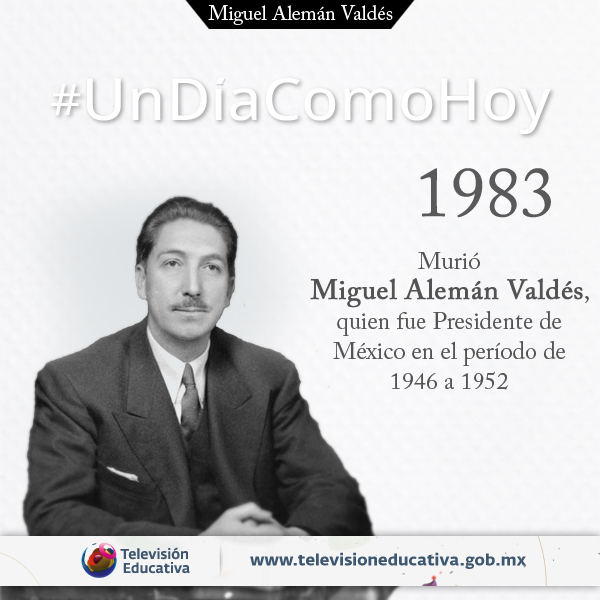 Miguel Alemán Valdés
#UnDíaComoHoy
1983
Murió
Miguel Alemán Valdés,
quien fue Presidente de
México en el período de
1946 a 1952
Televisión
Educativa
www.televisioneducativa.gob.mx